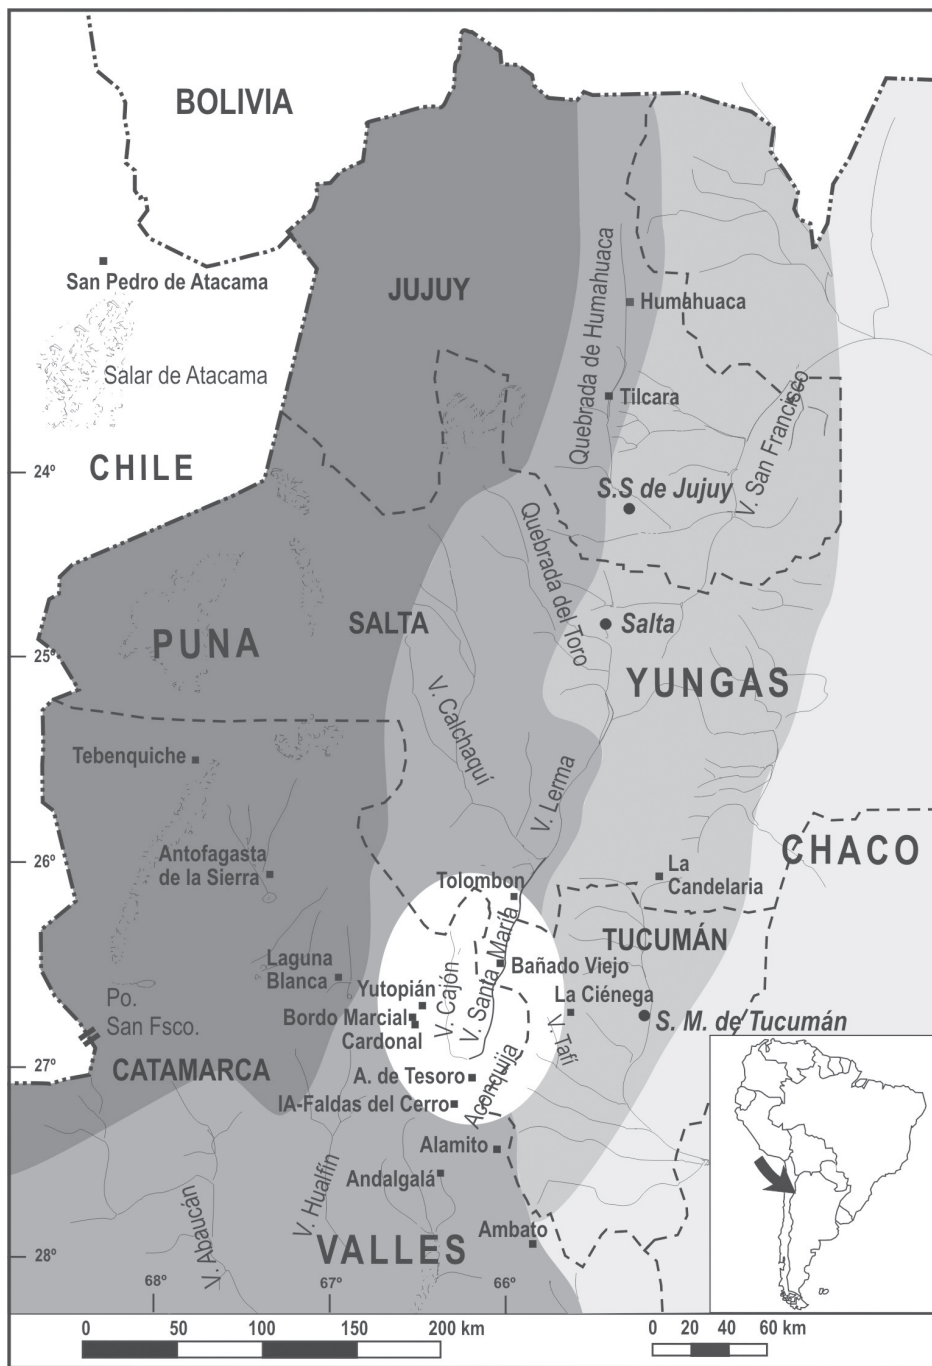 BOLIVIA
San Pedro de Atacama
JUJUY
Quebrada de Humahuaca
Humahuaca
Salar de Atacama
Tilcara
V. San Francisco
CHILE
24º
S.S de Jujuy
Quebrada del Toro
SALTA
Salta
PUNA
25º
YUNGAS
V. Calchaquí
Tebenquiche
V. Lerma
Antofagasta
de la Sierra
26º
CHACO
La
Candelaria
Tolombon
TUCUMÁN
V. Santa María
Laguna
Blanca
Bañado Viejo
V. Cajón
Yutopián
La Ciénega
Po.
San Fsco.
Bordo Marcial
S. M. de Tucumán
Cardonal
V. Tafí
27º
CATAMARCA
A. de Tesoro
Aconquija
IA-Faldas del Cerro
Alamito
Andalgalá
V. Hualfín
V. Abaucán
Ambato
VALLES
28º
68º
67º
66º
0 50 100 150 200 km
0 20 40 60 km